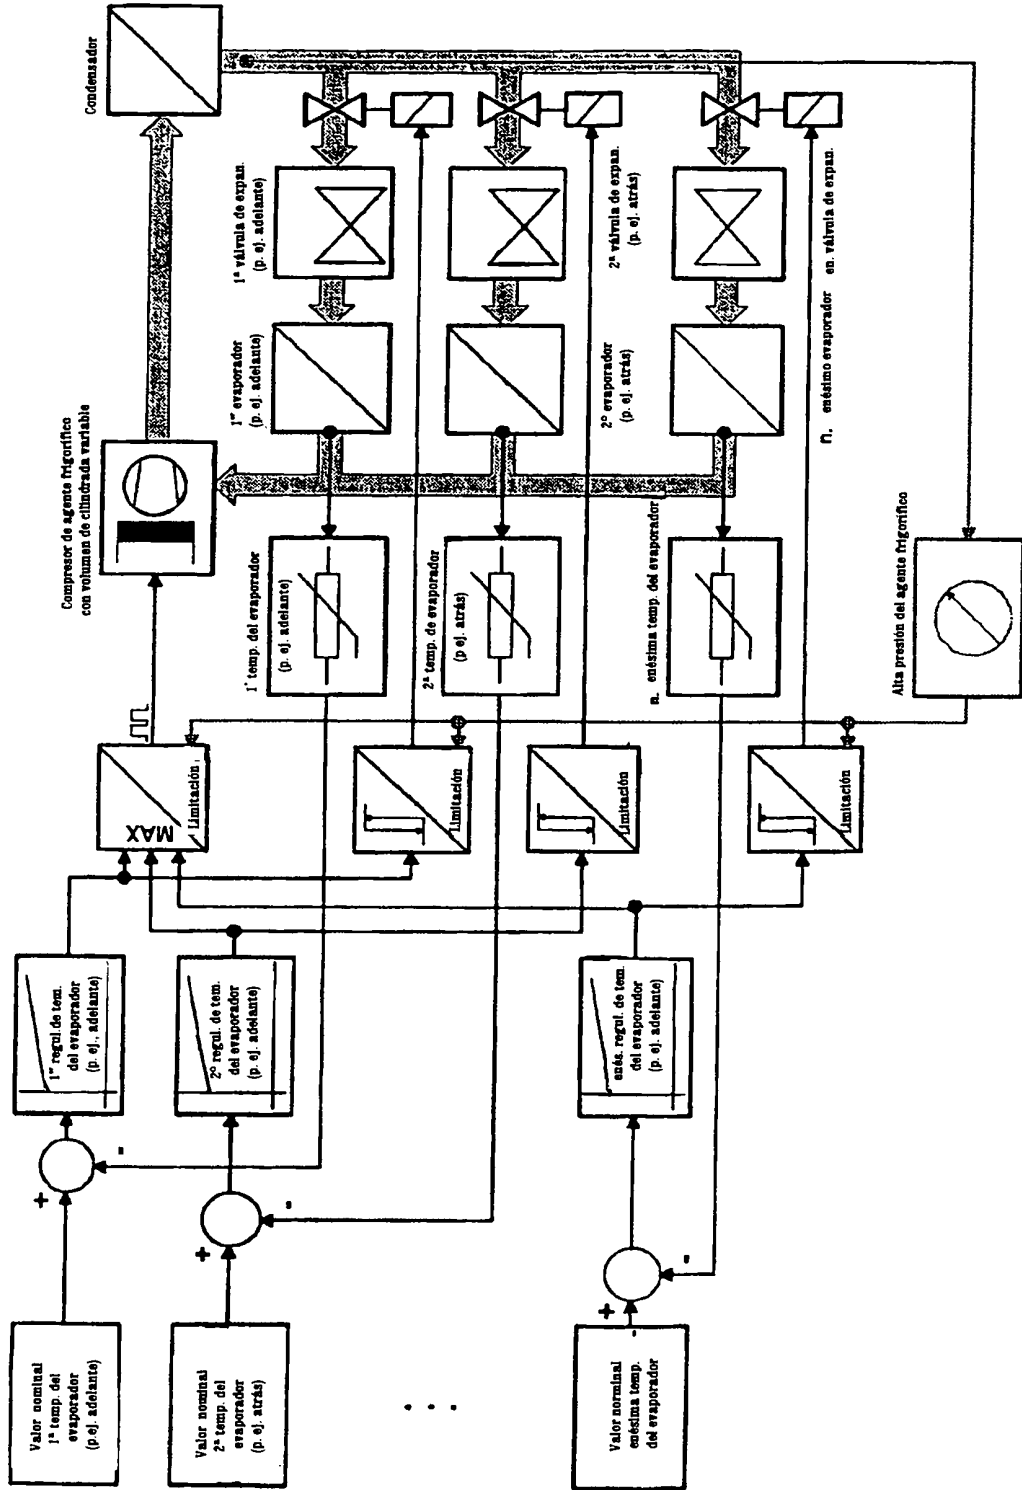 Condensador
Compresor de agente frigorífico
con volumen de cilindrada variable
1ª válvula de expan.
(p. ej. adelante)
2ª válvula de expan.
(p. ej. atrás)
en. válvula de expan.
1er evaporador
(p. ej. adelante)
2º evaporador
(p. ej. atrás)
n. enésimo evaporador
1ª temp. del evaporador
(p. ej. adelante)
2ª temp. de evaporador
(p ej. atrás)
n. enésima temp. del evaporador
Alta presión del agente frigorífico
MAX
Limitación
Limitación
Limitación
Limitación
1er regul. de tem.
del evaporador
(p. ej., adelante)
2º regul. de tem.
del evaporador
(p. ej. adelante)
enés. regul. de tem.
del evaporador
(p. ej. adelante)
+
-
+
-
+
-
Valor nominal
1ª temp. del
evaporador
(p.ej. adelante)
Valor nominal
2ª temp. del
evaporador
(p. ej. atrás)
. . .
Valor norminal
enésima temp.
del evaporador